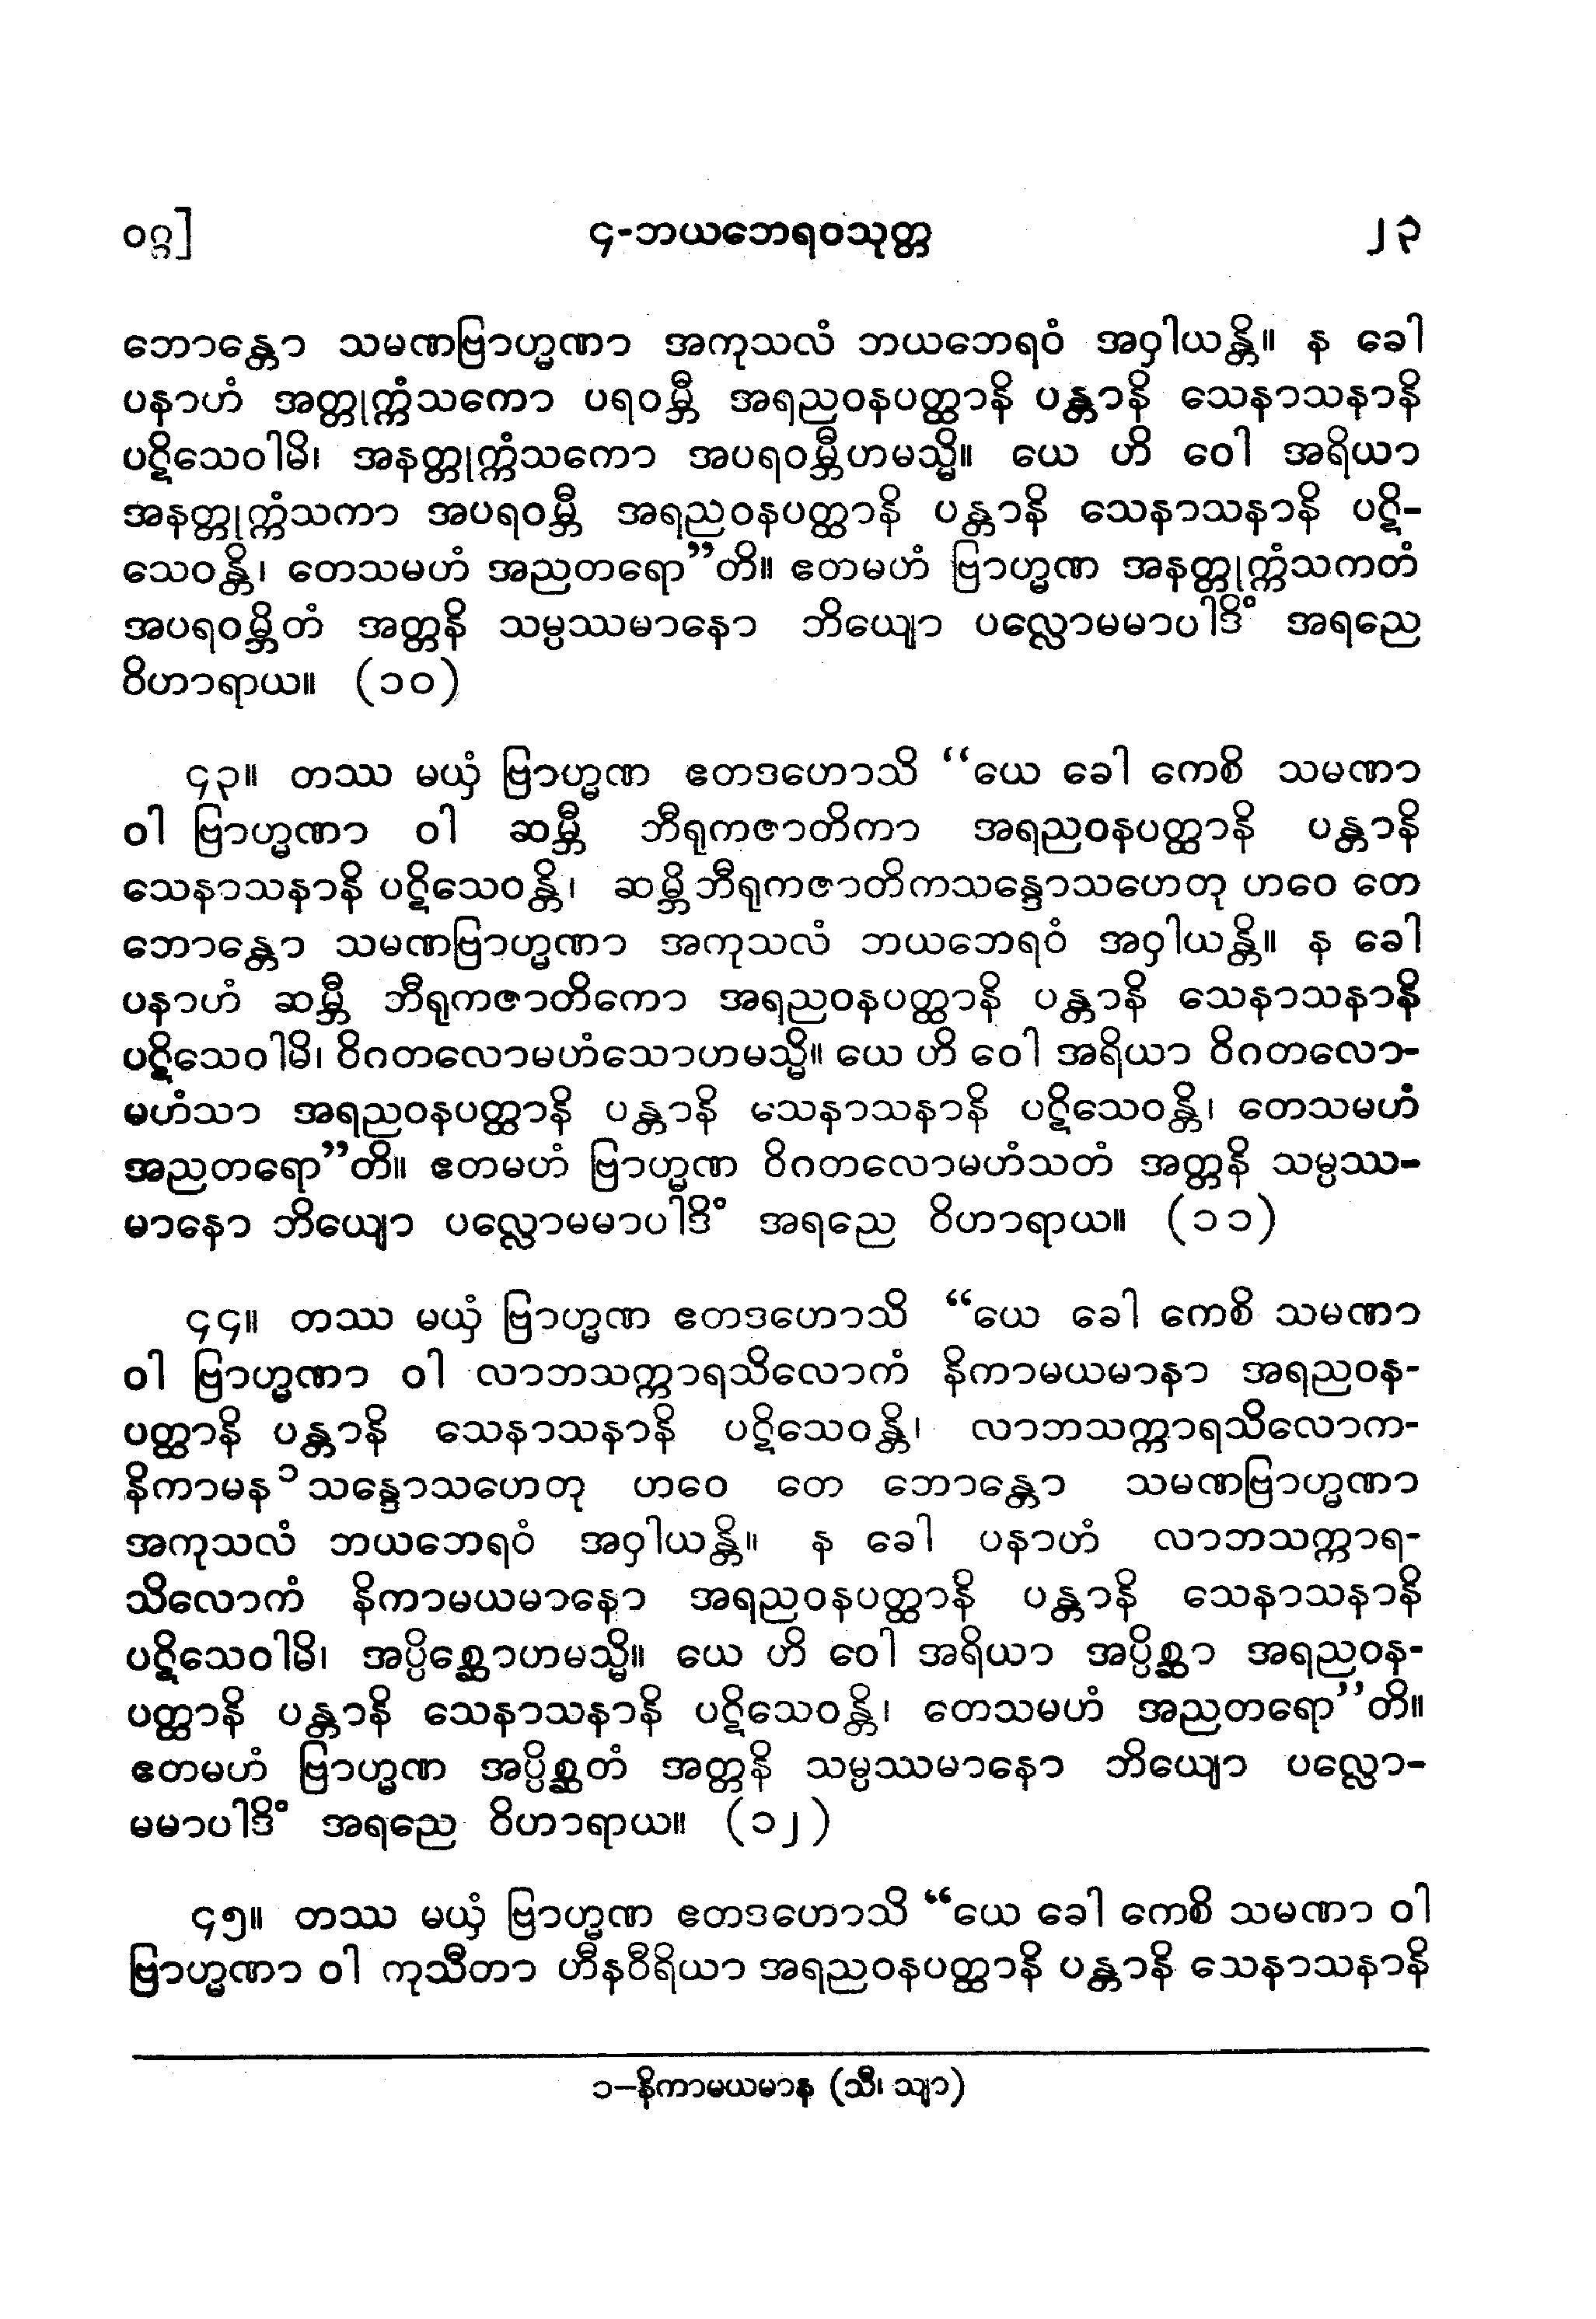 ဝဂ္ဂ]
၄-ဘယဘေရဝသုတ္တ
၂၃
ဘောန္တော သမဏဗြာဟ္မဏာ အကုသလံ ဘယဘေရဝံ အဝှါယန္တိ။ န ခေါ
ပနာဟံ အတ္တုက္ကံသကော ပရဝမ္ဘီ အရညဝနပတ္ထာနိ ပန္တာနိ သေနာသနာနိ
ပဋိသေဝါမိ၊ အနတ္တုက္ကံသကော အပရဝမ္ဘီဟမသ္မိ။ ယေ ဟိ ဝေါ အရိယာ
အနတ္တုက္ကံသကာ အပရဝမ္ဘီ အရညဝနပတ္ထာနိ ပန္တာနိ သေနာသနာနိ ပဋိ-
သေဝန္တိ၊ တေသမဟံ အညတရော”တိ။ ဧတမဟံ ဗြာဟ္မဏ အနတ္တုက္ကံသကတံ
အပရဝမ္ဘိတံ အတ္တနိ သမ္ပဿမာနော ဘိယျော ပလ္လောမမာပါဒိံ အရညေ
ဝိဟာရာယ။ (၁၀)
၄၃။ တဿ မယှံ ဗြာဟ္မဏ ဧတဒဟောသိ “ယေ ခေါ ကေစိ သမဏာ
ဝါ ဗြာဟ္မဏာ ဝါ ဆမ္ဘီ ဘီရုကဇာတိကာ အရညဝနပတ္ထာနိ ပန္တာနိ
သေနာသနာနိ ပဋိသေဝန္တိ၊ ဆမ္ဘိဘီရုကဇာတိကသန္ဒောသဟေတု ဟဝေ တေ
ဘောန္တော သမဏဗြာဟ္မဏာ အကုသလံ ဘယဘေရဝံ အဝှါယန္တိ။ န ခေါ
ပနာဟံ ဆမ္ဘီ ဘီရုကဇာတိကော အရညဝနပတ္ထာနိ ပန္တာနိ သေနာသနာနိ
ပဋိသေဝါမိ၊ ဝိဂတလောမဟံသောဟမသ္မိ။ ယေ ဟိ ဝေါ အရိယာ ဝိဂတလော-
မဟံသာ အရညဝနပတ္ထာနိ ပန္တာနိ သေနာသနာနိ ပဋိသေဝန္တိ၊ တေသမဟံ
အညတရော”တိ။ ဧတမဟံ ဗြာဟ္မဏ ဝိဂတလောမဟံသတံ အတ္တနိ သမ္ပဿ-
မာနော ဘိယျော ပလ္လောမမာပါဒိံ အရညေ ဝိဟာရာယ။ (၁၁)
၄၄။ တဿ မယှံ ဗြာဟ္မဏ ဧတဒဟောသိ “ယေ ခေါ ကေစိ သမဏာ
ဝါ ဗြာဟ္မဏာ ဝါ လာဘသက္ကာရသိလောကံ နိကာမယမာနာ အရညဝန-
ပတ္ထာနိ ပန္တာနိ သေနာသနာနိ ပဋိသေဝန္တိ၊ လာဘသက္ကာရသိလောက-
နိကာမန၁ သန္ဒောသဟေတု ဟဝေ တေ ဘောန္တော သမဏဗြာဟ္မဏာ
အကုသလံ ဘယဘေရဝံ အဝှါယန္တိ။ န ခေါ ပနာဟံ လာဘသက္ကာရ-
သိလောကံ နိကာမယမာနော အရညဝနပတ္ထာနိ ပန္တာနိ သေနာသနာနိ
ပဋိသေဝါမိ၊ အပ္ပိစ္ဆောဟမသ္မိ။ ယေ ဟိ ဝေါ အရိယာ အပ္ပိစ္ဆာ အရညဝန-
ပတ္ထာနိ ပန္တာနိ သေနာသနာနိ ပဋိသေဝန္တိ၊ တေသမဟံ အညတရော”တိ။
ဧတမဟံ ဗြာဟ္မဏ အပ္ပိစ္ဆတံ အတ္တနိ သမ္ပဿမာနော ဘိယျော ပလ္လော-
မမာပါဒိံ အရညေ ဝိဟာရာယ။ (၁၂)
၄၅။ တဿ မယှံ ဗြာဟ္မဏ ဧတဒဟောသိ “ယေ ခေါ ကေစိ သမဏာ ဝါ
ဗြာဟ္မဏာ ဝါ ကုသီတာ ဟီနဝီရိယာ အရညဝနပတ္ထာနိ ပန္တာနိ သေနာသနာနိ
၁–နိကာမယမာန (သီ၊ သျာ)